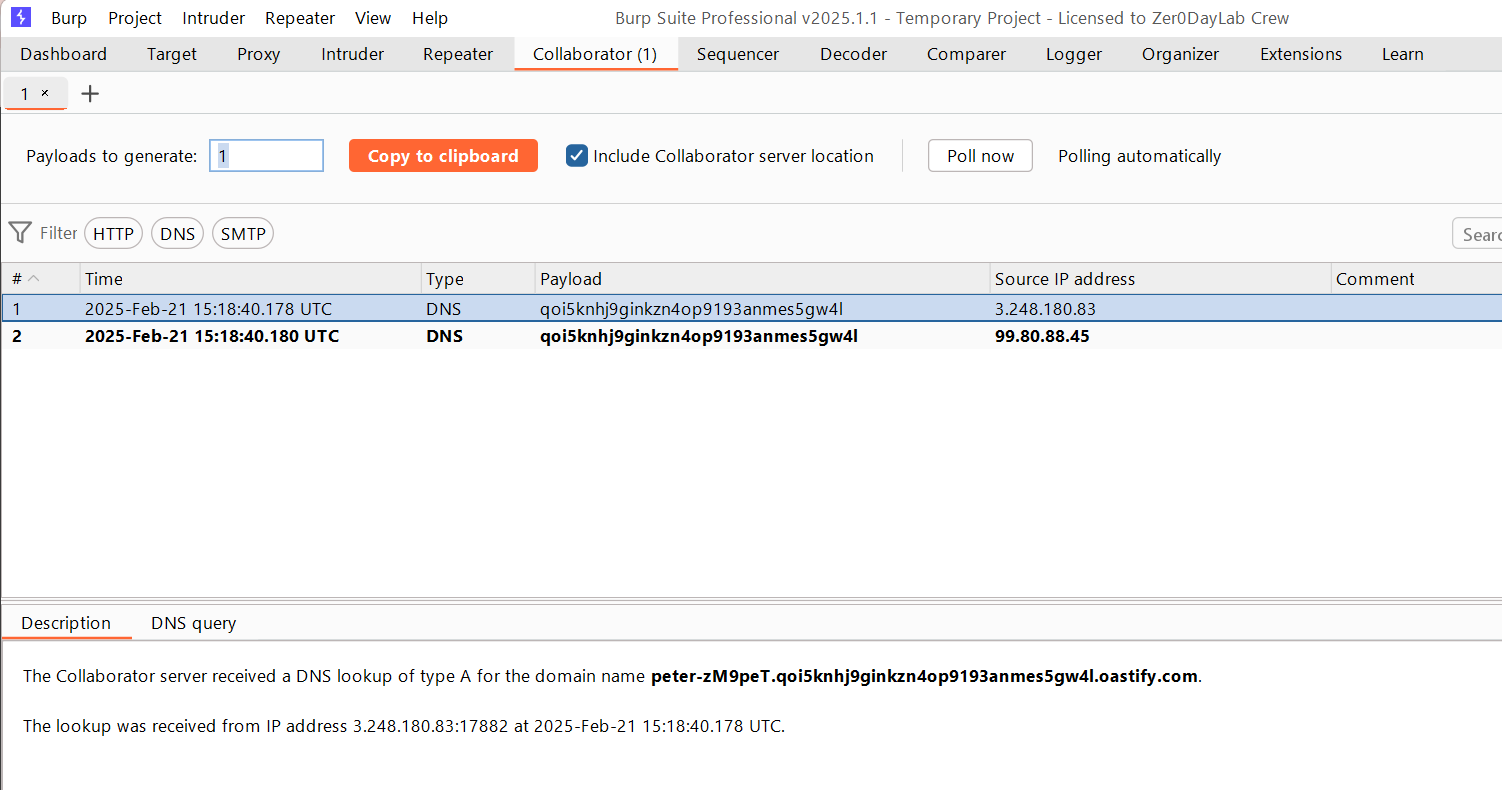 Burp Project Intruder Repeater View Help Burp Suite Professional v2025.1.1 - Temporary Project - Licensed to Zer0DayLab Crew
Dashboard Target Proxy Intruder Repeater Collaborator (1) Sequencer Decoder Comparer Logger Organizer Extensions Learn
1 × +
Payloads to generate: 1 Copy to clipboard Include Collaborator server location Poll now Polling automatically
Filter HTTP DNS SMTP Searc
# Time Type Payload Source IP address Comment
1 2025-Feb-21 15:18:40.178 UTC DNS qoi5knhj9ginkzn4op9193anmes5gw4l 3.248.180.83
2 2025-Feb-21 15:18:40.180 UTC DNS qoi5knhj9ginkzn4op9193anmes5gw4l 99.80.88.45
Description DNS query
The Collaborator server received a DNS lookup of type A for the domain name peter-zM9peT.qoi5knhj9ginkzn4op9193anmes5gw4l.oastify.com.
The lookup was received from IP address 3.248.180.83:17882 at 2025-Feb-21 15:18:40.178 UTC.